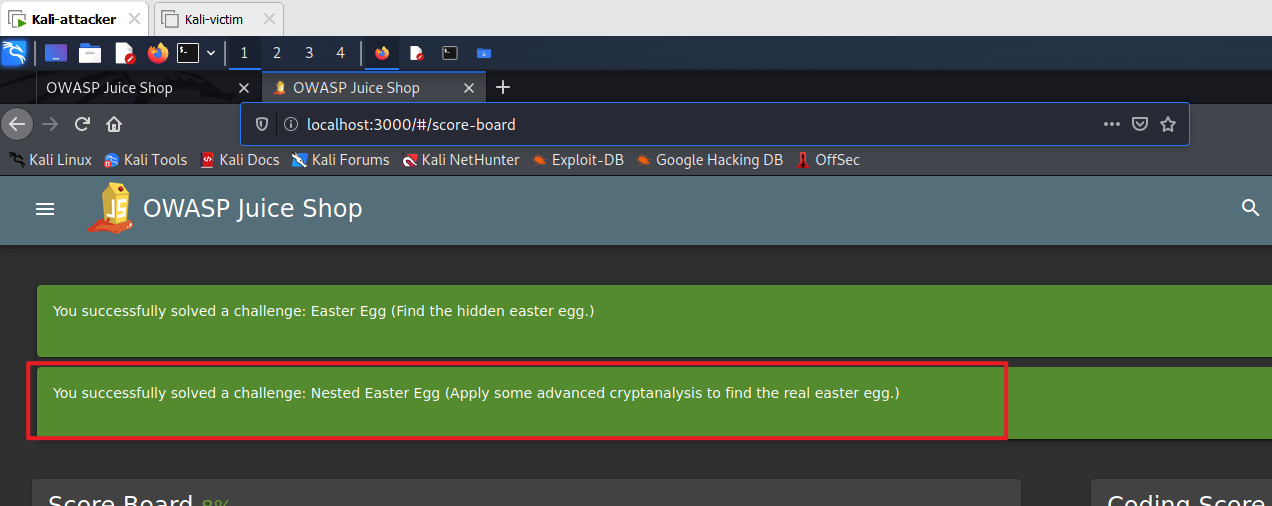 Kali-attacker Kali-victim
1 2 3 4
OWASP Juice Shop OWASP Juice Shop
localhost:3000/#/score-board
Kali Linux Kali Tools Kali Docs Kali Forums Kali NetHunter Exploit-DB Google Hacking DB OffSec
JS OWASP Juice Shop
You successfully solved a challenge: Easter Egg (Find the hidden easter egg.)
You successfully solved a challenge: Nested Easter Egg (Apply some advanced cryptanalysis to find the real easter egg.)
Score Board 8% Coding Score